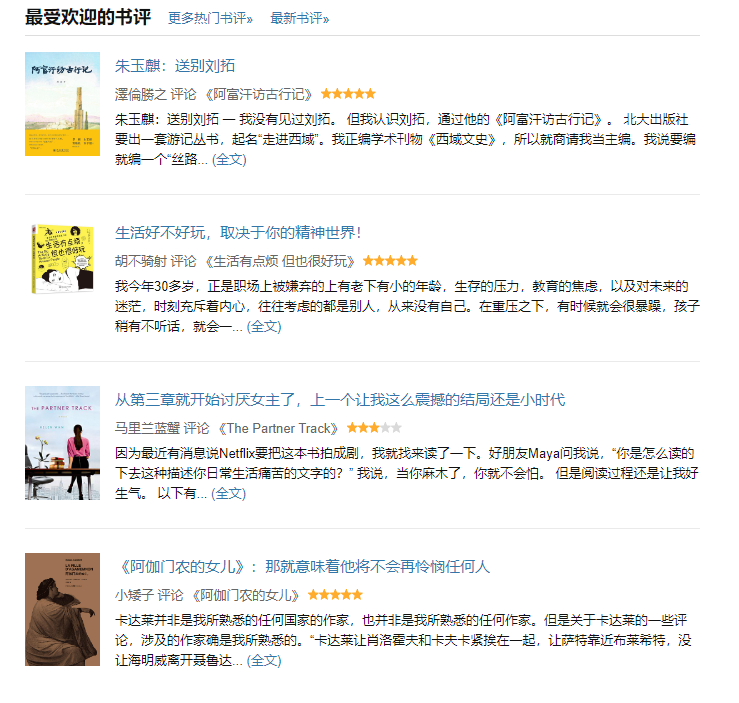 最受欢迎的书评 更多热门书评» 最新书评»
阿富汗访古行记
朱玉麒：送别刘拓
澤倫勝之 评论 《阿富汗访古行记》
朱玉麒：送别刘拓 — 我没有见过刘拓。 但我认识刘拓，通过他的《阿富汗访古行记》。 北大出版社
要出一套游记丛书，起名“走进西域”。我正编学术刊物《西域文史》，所以就商请我当主编。我说要编
就编一个“丝路... (全文)
生活有点烦，
但也很好玩
生活好不好玩，取决于你的精神世界！
胡不骑射 评论 《生活有点烦 但也很好玩》
我今年30多岁，正是职场上被嫌弃的上有老下有小的年龄，生存的压力，教育的焦虑，以及对未来的
迷茫，时刻充斥着内心，往往考虑的都是别人，从来没有自己。在重压之下，有时候就会很暴躁，孩子
稍有不听话，就会一... (全文)
THE PARTNER TRACK
从第三章就开始讨厌女主了，上一个让我这么震撼的结局还是小时代
马里兰蓝蟹 评论 《The Partner Track》
因为最近有消息说Netflix要把这本书拍成剧，我就找来读了一下。好朋友Maya问我说，“你是怎么读的
下去这种描述你日常生活痛苦的文字的？” 我说，当你麻木了，你就不会怕。 但是阅读过程还是让我好
生气。 以下有... (全文)
《阿伽门农的女儿》：那就意味着他将不会再怜悯任何人
小矮子 评论 《阿伽门农的女儿》
卡达莱并非是我所熟悉的任何国家的作家，也并非是我所熟悉的任何作家。但是关于卡达莱的一些评
论，涉及的作家确是我所熟悉的。“卡达莱让肖洛霍夫和卡夫卡紧挨在一起，让萨特靠近布莱希特，没
让海明威离开聂鲁达... (全文)